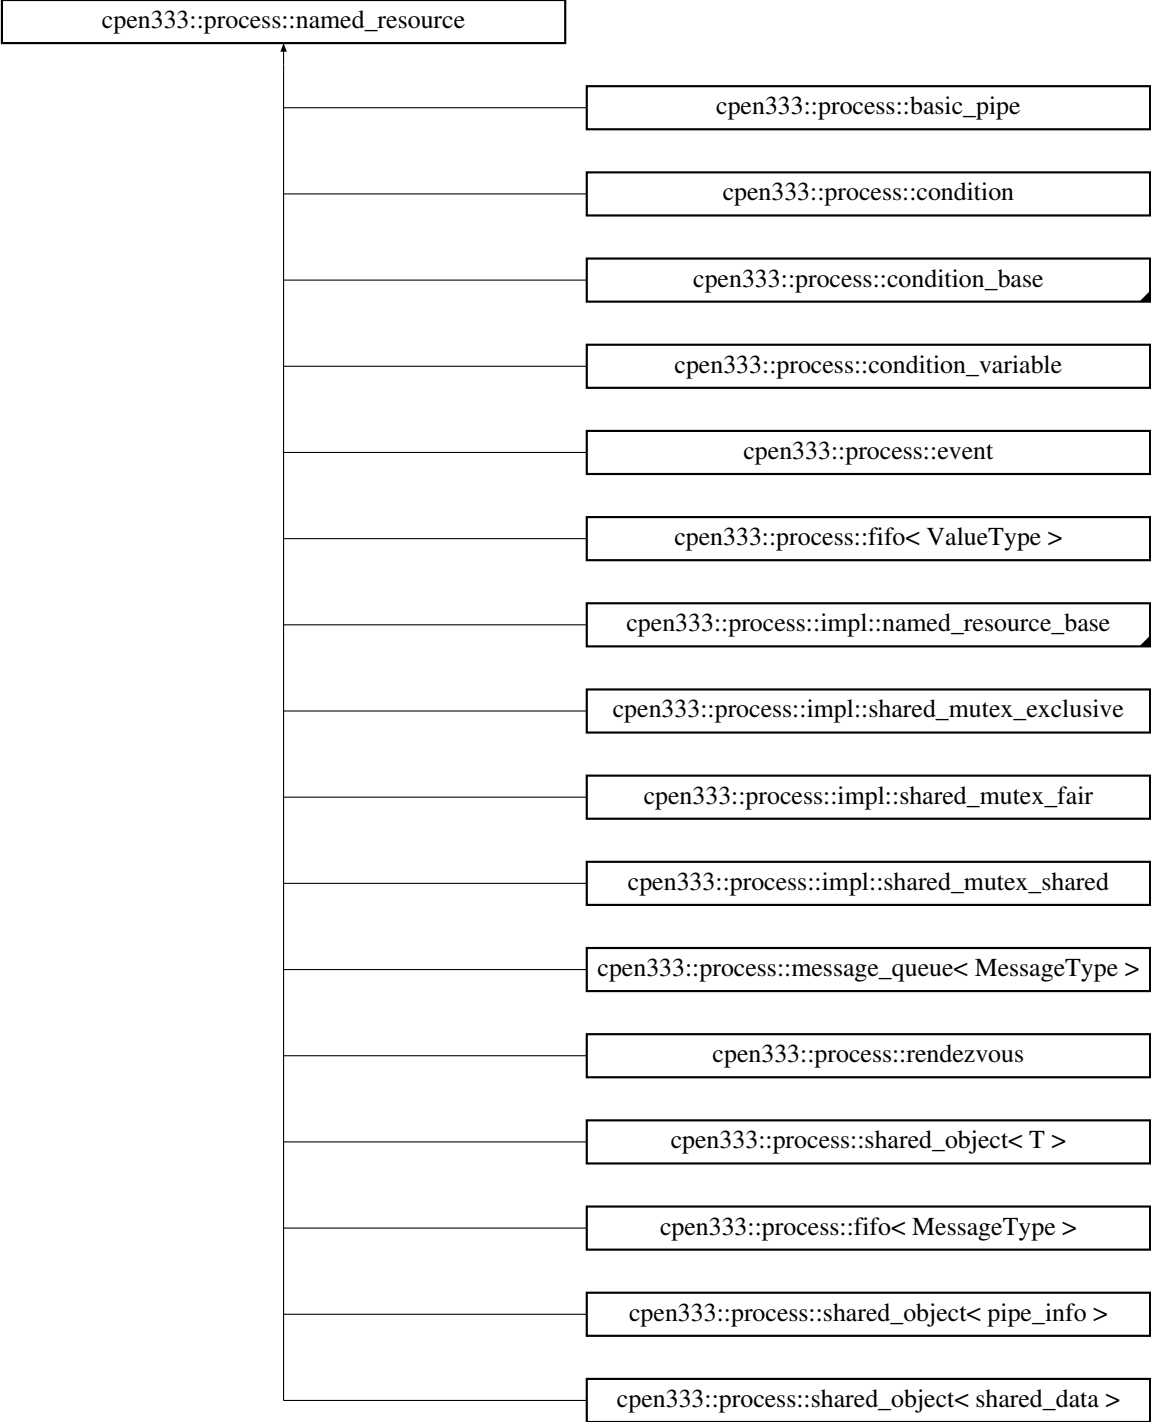 cpen333::process::named_resource
cpen333::process::basic_pipe
cpen333::process::condition
cpen333::process::condition_base
cpen333::process::condition_variable
cpen333::process::event
cpen333::process::fifo< ValueType >
cpen333::process::impl::named_resource_base
cpen333::process::impl::shared_mutex_exclusive
cpen333::process::impl::shared_mutex_fair
cpen333::process::impl::shared_mutex_shared
cpen333::process::message_queue< MessageType >
cpen333::process::rendezvous
cpen333::process::shared_object< T >
cpen333::process::fifo< MessageType >
cpen333::process::shared_object< pipe_info >
cpen333::process::shared_object< shared_data >